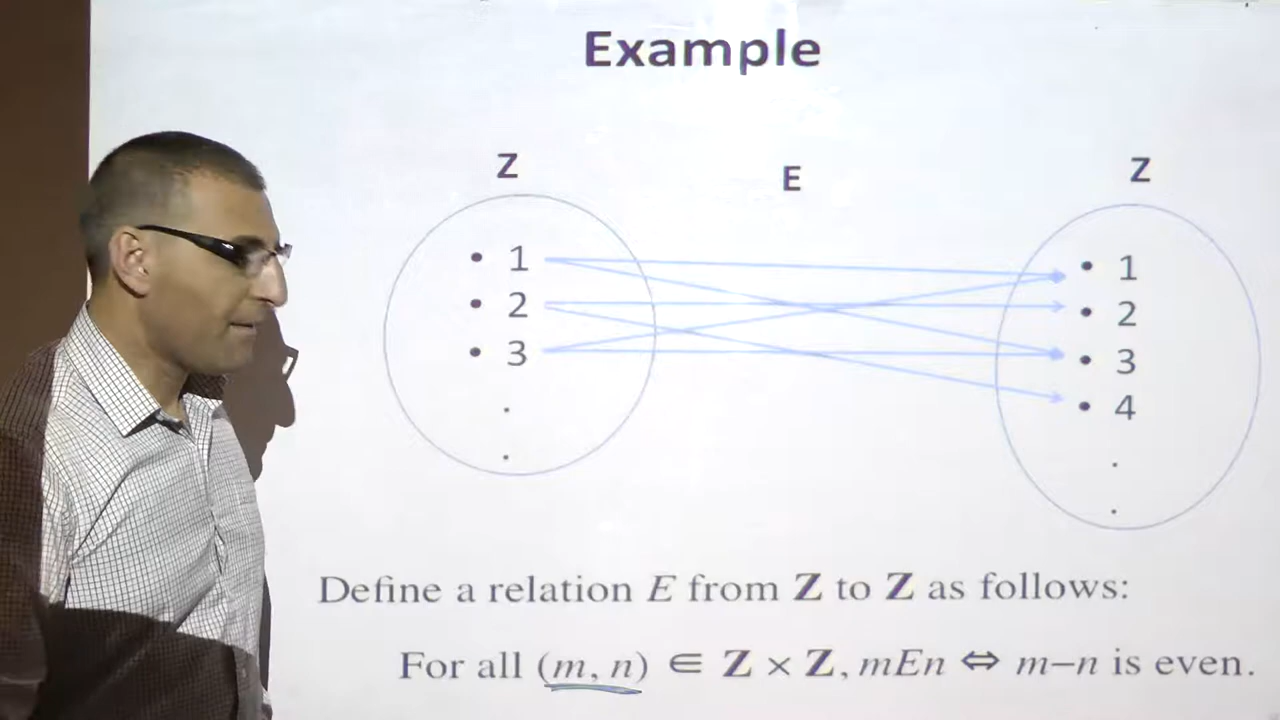 Example
Z E Z
• 1 • 1
• 2 • 2
• 3 • 3
. • 4
. .
.
Define a relation E from Z to Z as follows:
For all (m, n) ∈ Z × Z, mEn ⇔ m−n is even.